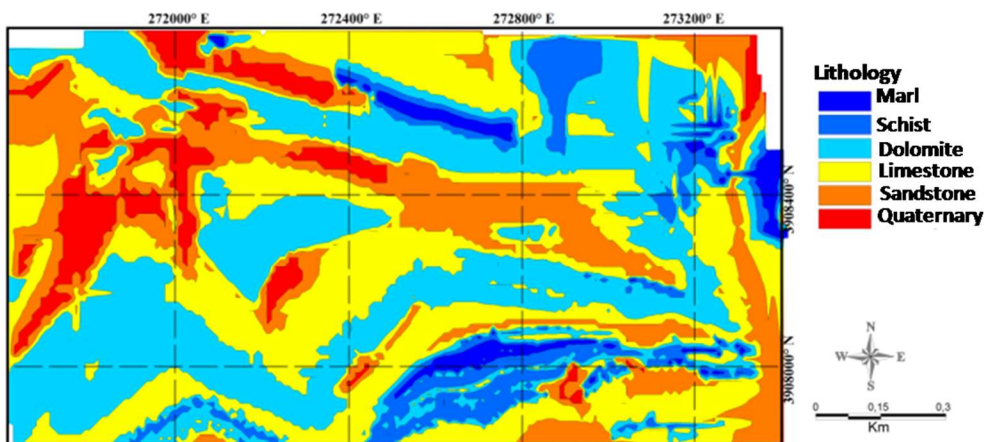 272000° E
272400° E
272800° E
273200° E
3908400° N
3908000° N
Lithology
Marl
Schist
Dolomite
Limestone
Sandstone
Quaternary
N
W
E
S
0
0,15
0,3
Km